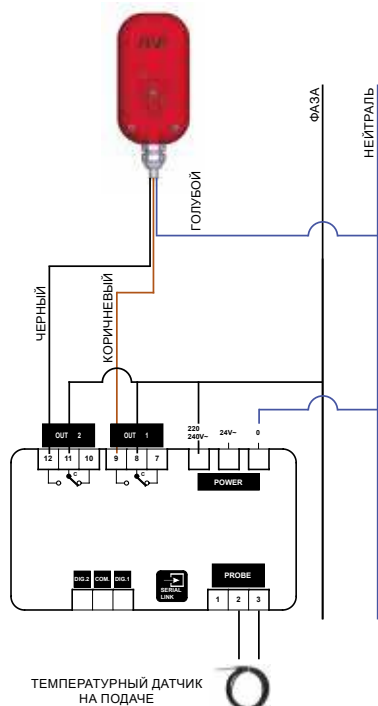 ФАЗА
НЕЙТРАЛЬ
ГОЛУБОЙ
ЧЕРНЫЙ
КОРИЧНЕВЫЙ
OUT 2
OUT 1
220
240V~
24V~
0
12 11 10
9 8 7
C
C
POWER
DIG.2 COM. DIG.1
SERIAL
LINK
PROBE
1 2 3
ТЕМПЕРАТУРНЫЙ ДАТЧИК
НА ПОДАЧЕ